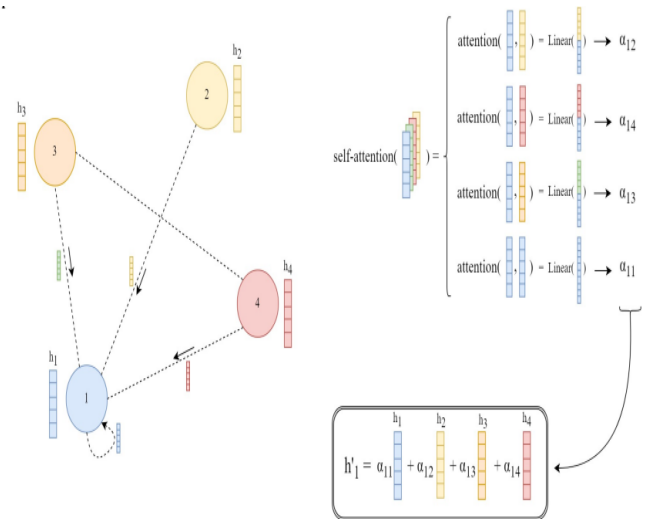 .
h₂
2
h₃
3
h₄
4
h₁
1
self-attention( ) =
attention( , ) = Linear( ) → α₁₂
attention( , ) = Linear( ) → α₁₄
attention( , ) = Linear( ) → α₁₃
attention( , ) = Linear( ) → α₁₁
h₁ h₂ h₃ h₄
h'₁ = α₁₁ + α₁₂ + α₁₃ + α₁₄